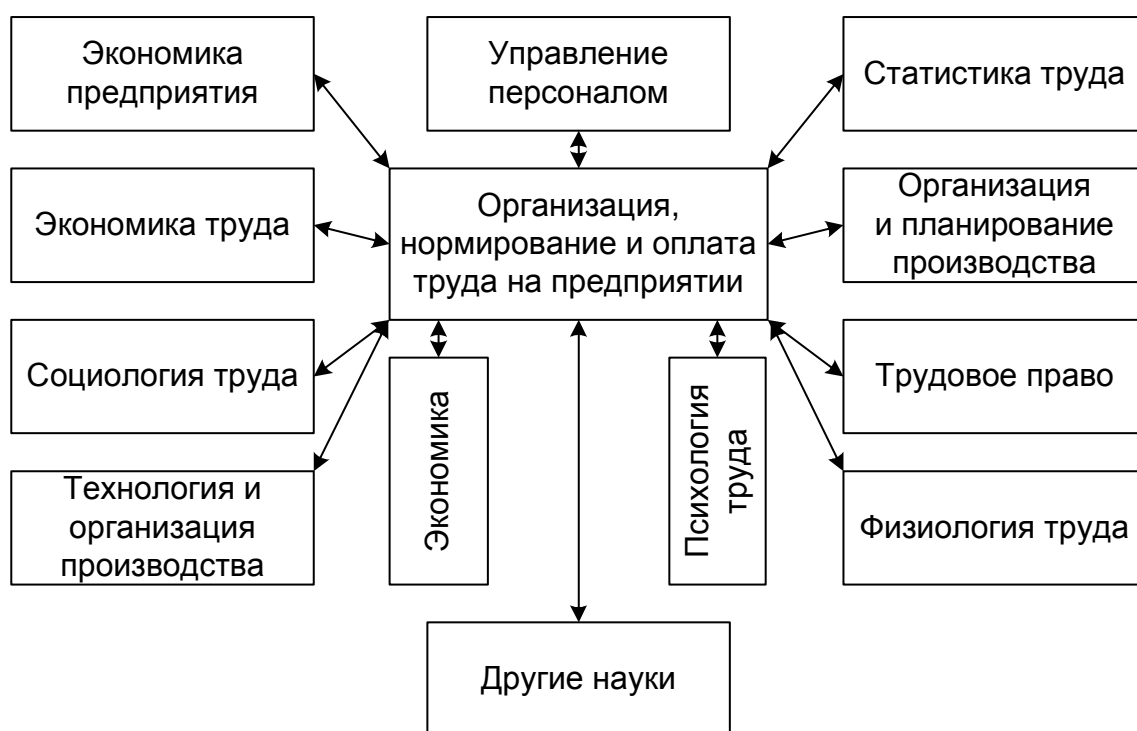 Экономика
предприятия
Управление
персоналом
Статистика труда
Экономика труда
Организация,
нормирование и оплата
труда на предприятии
Организация
и планирование
производства
Социология труда
Экономика
Психология
труда
Трудовое право
Технология и
организация
производства
Физиология труда
Другие науки